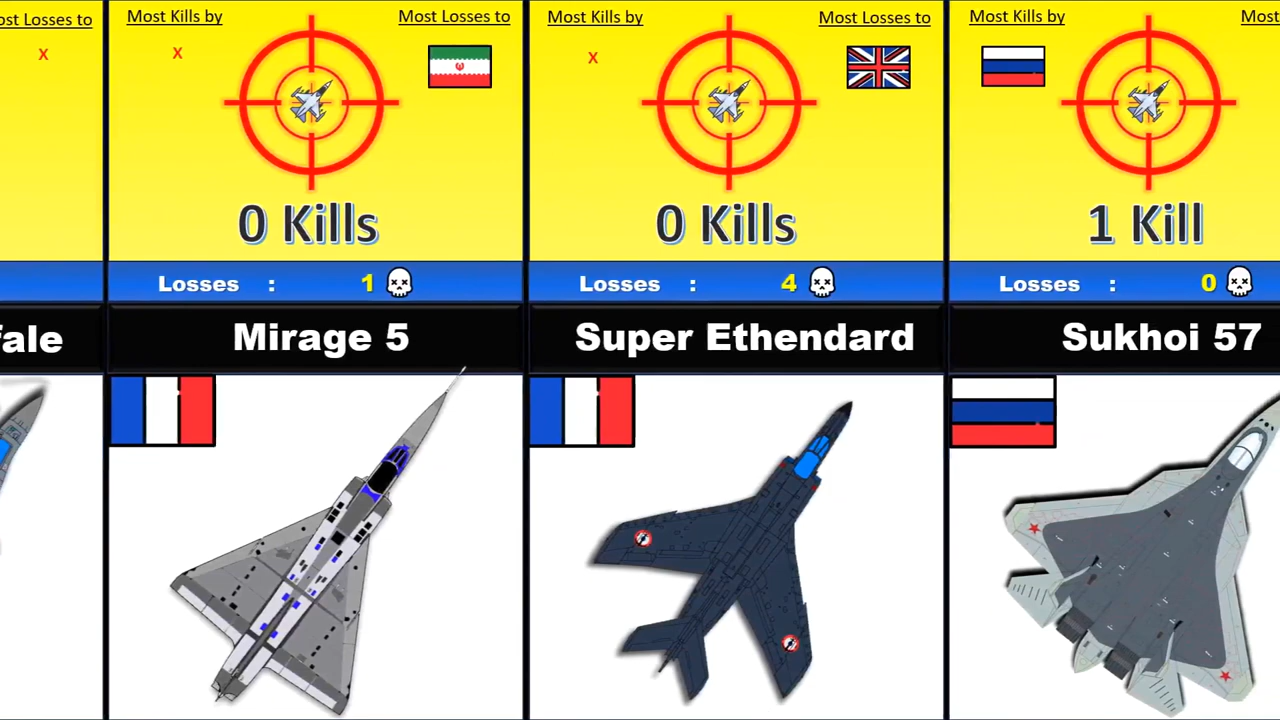 ost Losses to
X
fale
Most Kills by
Most Losses to
X
0 Kills
Losses : 1
Mirage 5
Most Kills by
Most Losses to
X
0 Kills
Losses : 4
Super Ethendard
Most Kills by
Most
1 Kill
Losses : 0
Sukhoi 57